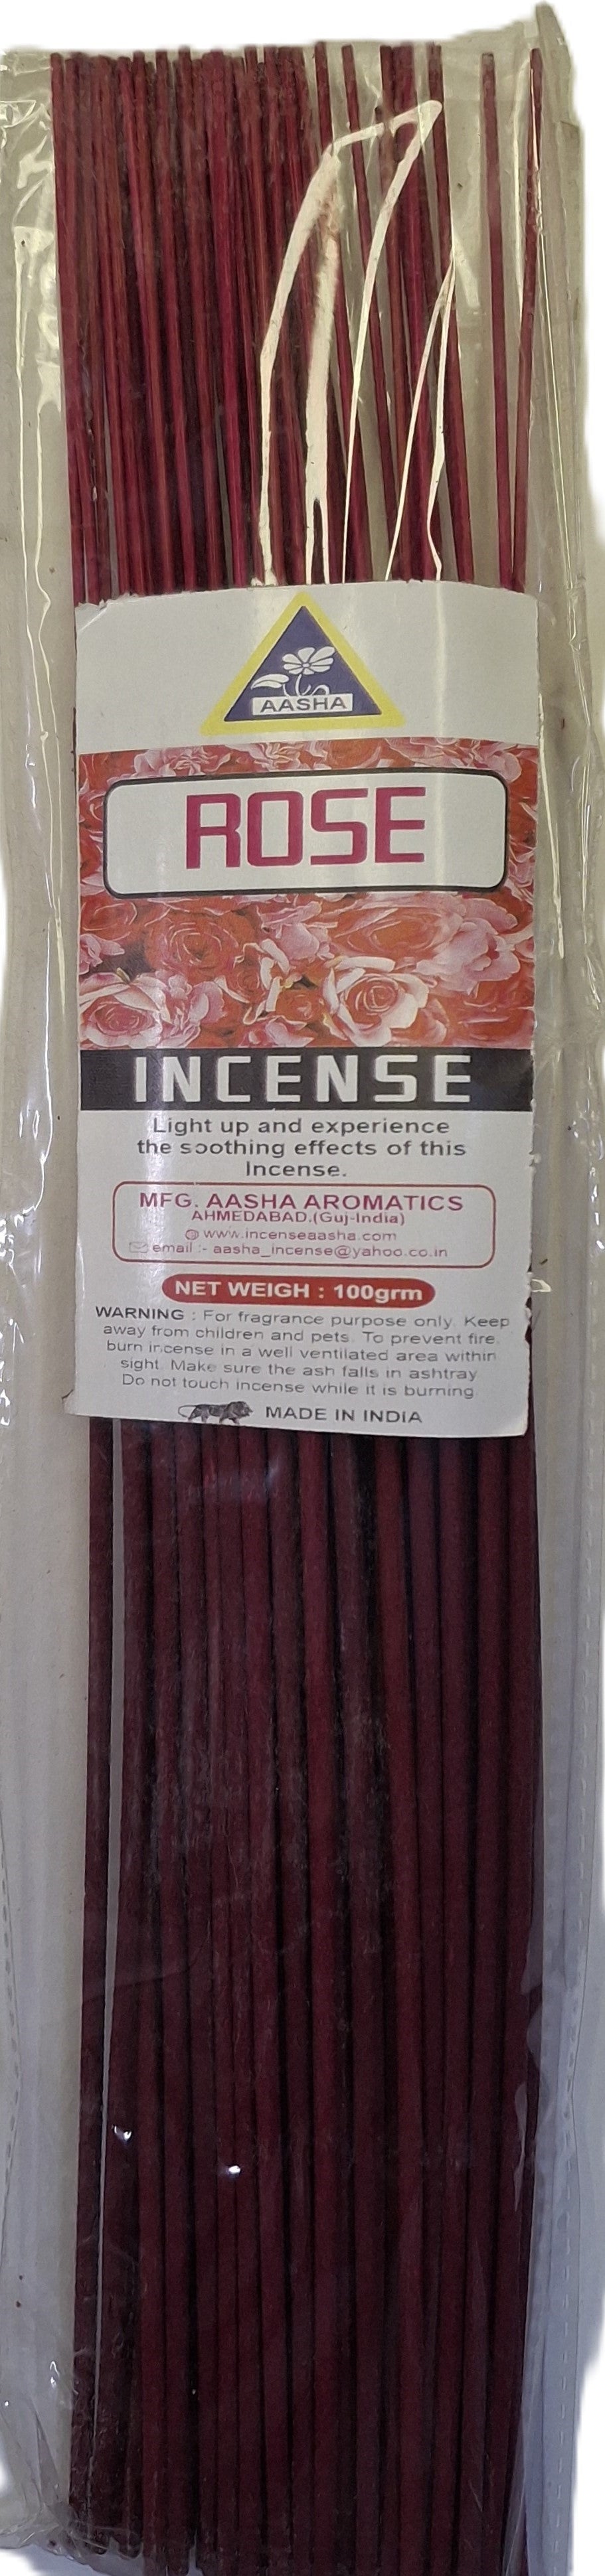 AASHA
ROSE
INCENSE
Light up and experience
the soothing effects of this
Incense.
MFG. AASHA AROMATICS
AHMEDABAD.(Guj-India)
www.incenseaasha.com
email :- aasha_incense@yahoo.co.in
NET WEIGH : 100grm
WARNING : For fragrance purpose only. Keep
away from children and pets. To prevent fire.
burn incense in a well ventilated area within
sight. Make sure the ash falls in ashtray
Do not touch incense while it is burning
MADE IN INDIA